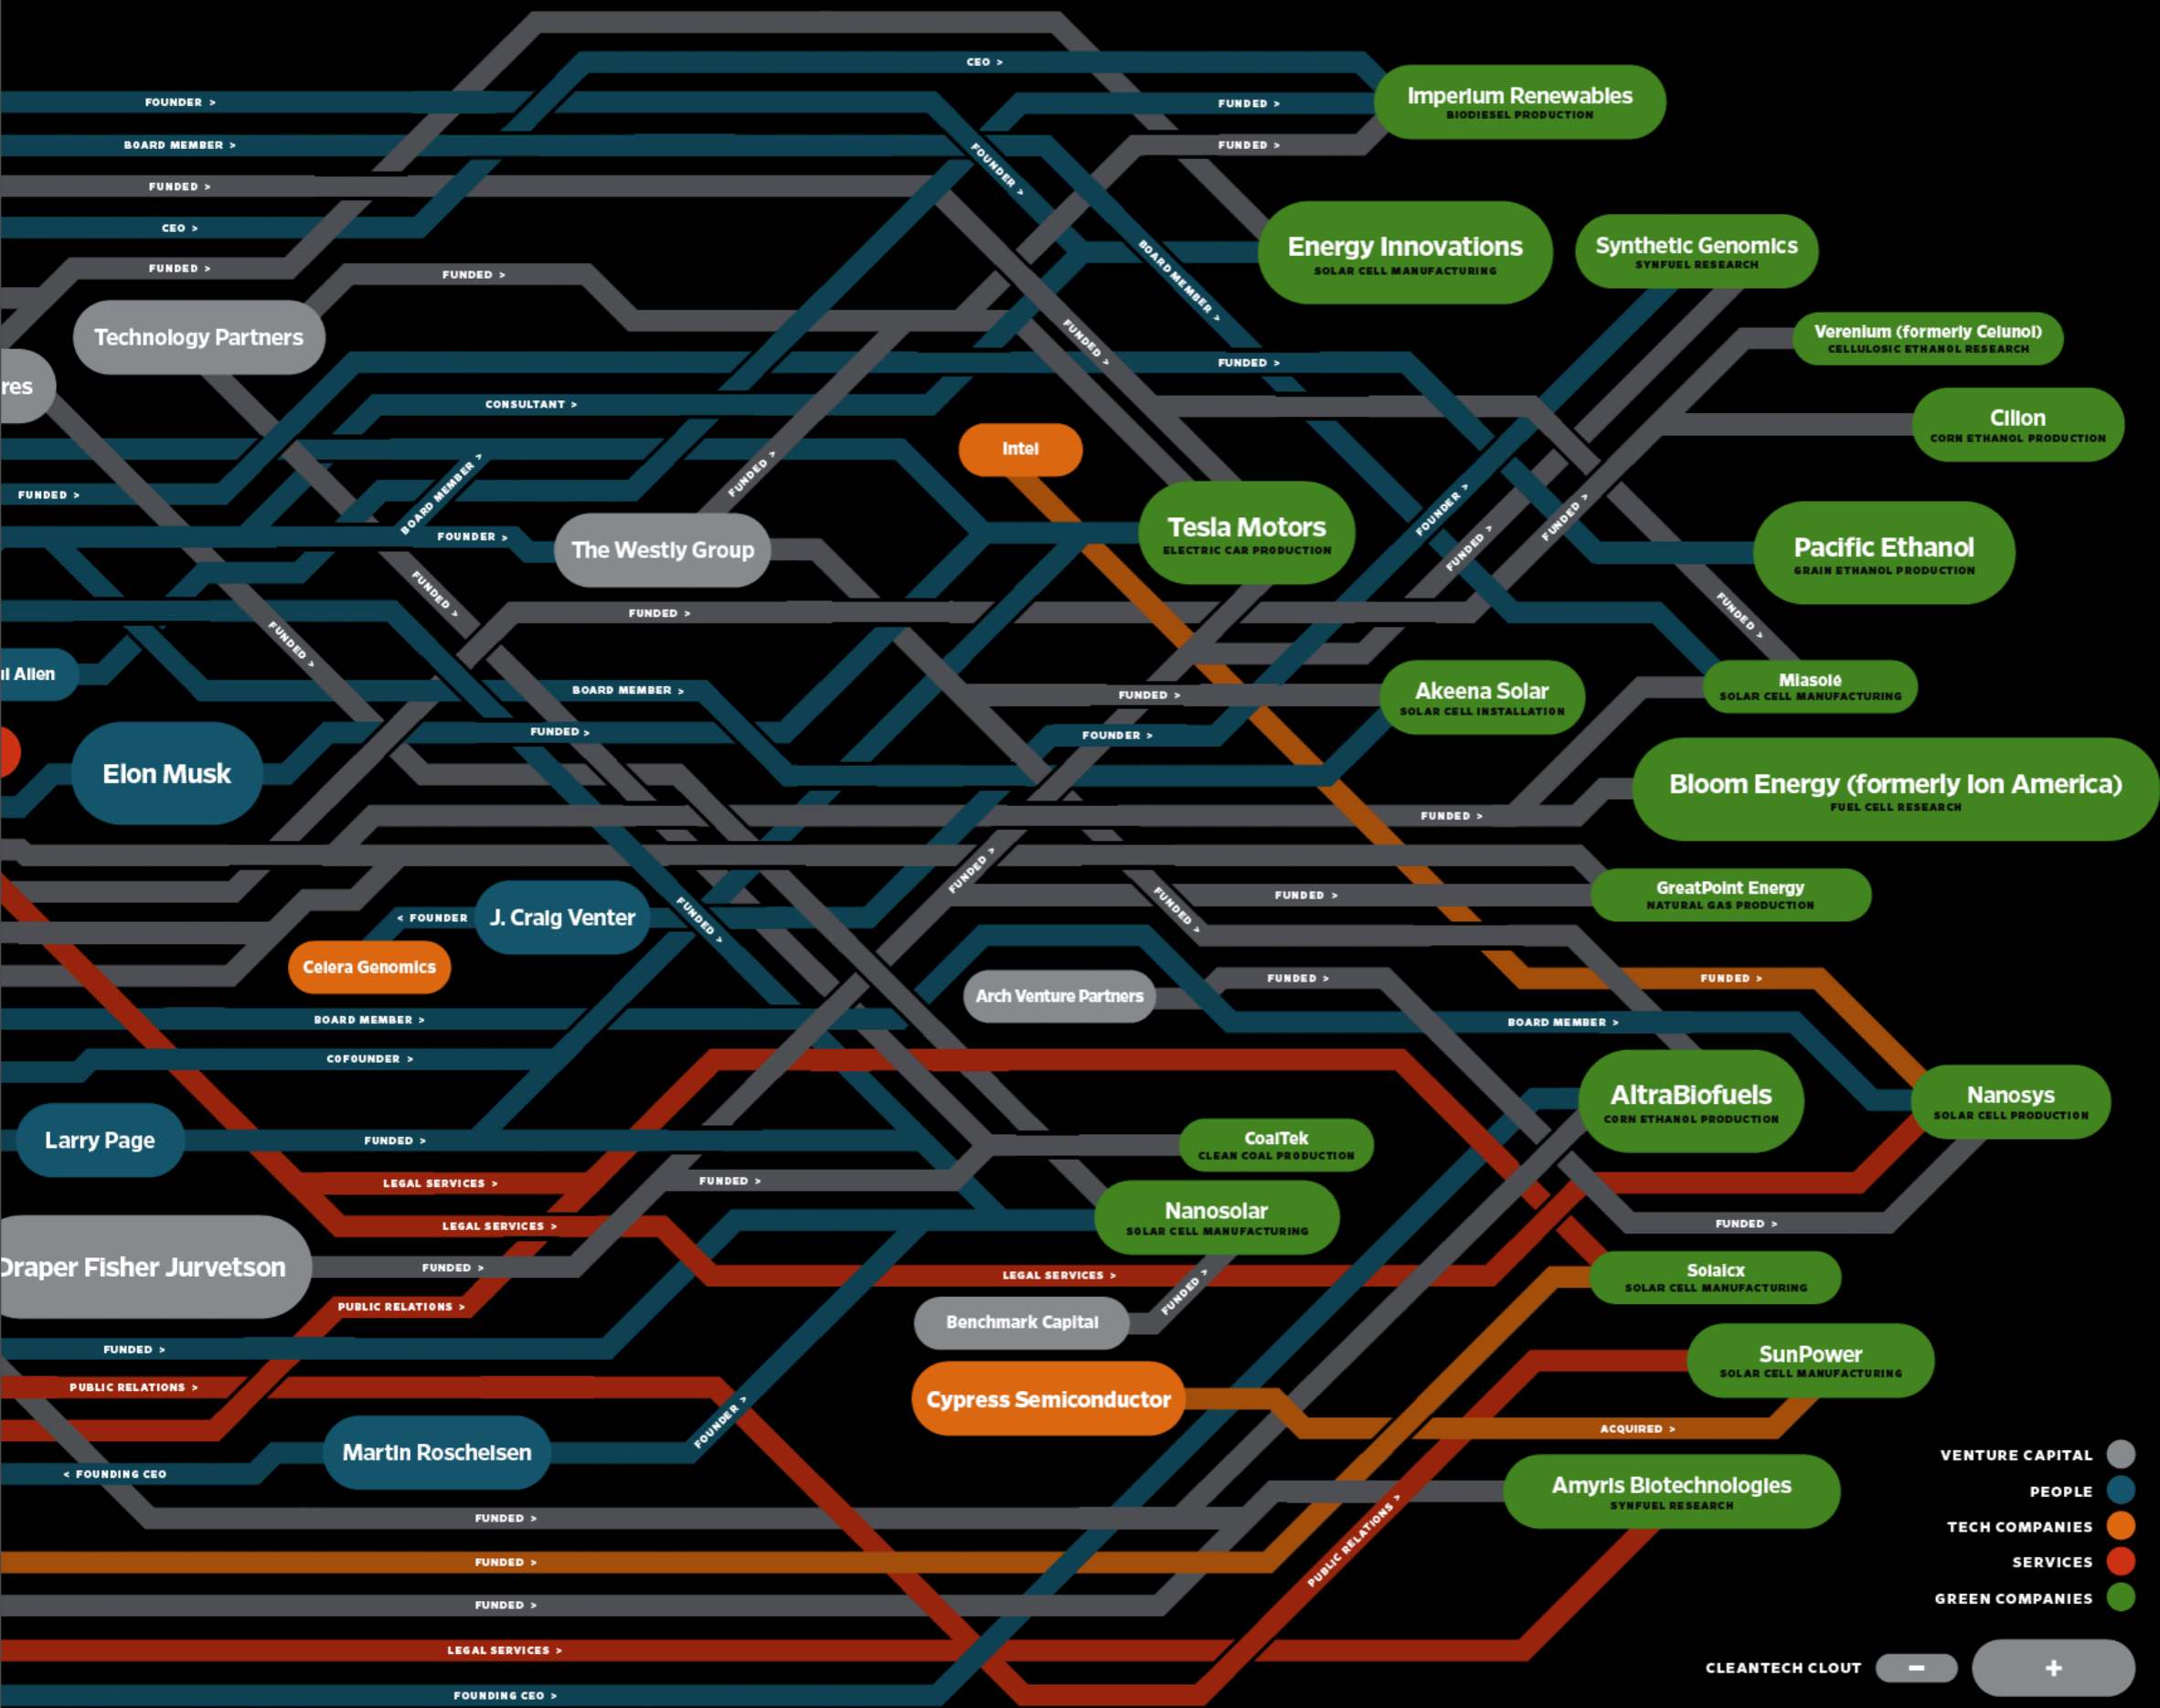 CEO >
FOUNDER >
FUNDED >
Imperium Renewables
BIODIESEL PRODUCTION
BOARD MEMBER >
FUNDED >
FOUNDER >
FUNDED >
CEO >
Energy Innovations
SOLAR CELL MANUFACTURING
Synthetic Genomics
SYNFUEL RESEARCH
FUNDED >
FUNDED >
BOARD MEMBER >
Technology Partners
Verenium (formerly Celunol)
CELLULOSIC ETHANOL RESEARCH
FUNDED >
FUNDED >
res
CONSULTANT >
Cilion
CORN ETHANOL PRODUCTION
Intel
FUNDED >
BOARD MEMBER >
FUNDED >
FOUNDER >
FUNDED >
FOUNDER >
The Westly Group
Tesla Motors
ELECTRIC CAR PRODUCTION
FUNDED >
Pacific Ethanol
GRAIN ETHANOL PRODUCTION
FUNDED >
FUNDED >
FUNDED >
FUNDED >
ul Allen
BOARD MEMBER >
FUNDED >
Akeena Solar
SOLAR CELL INSTALLATION
Miasolé
SOLAR CELL MANUFACTURING
FUNDED >
FOUNDER >
Elon Musk
Bloom Energy (formerly Ion America)
FUEL CELL RESEARCH
FUNDED >
FUNDED >
GreatPoint Energy
NATURAL GAS PRODUCTION
FUNDED >
FUNDED >
< FOUNDER
J. Craig Venter
FUNDED >
Celera Genomics
Arch Venture Partners
FUNDED >
FUNDED >
BOARD MEMBER >
BOARD MEMBER >
COFOUNDER >
AltraBiofuels
CORN ETHANOL PRODUCTION
Nanosys
SOLAR CELL PRODUCTION
Larry Page
FUNDED >
CoalTek
CLEAN COAL PRODUCTION
LEGAL SERVICES >
FUNDED >
Nanosolar
SOLAR CELL MANUFACTURING
LEGAL SERVICES >
FUNDED >
Draper Fisher Jurvetson
FUNDED >
LEGAL SERVICES >
FUNDED >
Solaicx
SOLAR CELL MANUFACTURING
PUBLIC RELATIONS >
Benchmark Capital
FUNDED >
SunPower
SOLAR CELL MANUFACTURING
PUBLIC RELATIONS >
Cypress Semiconductor
FOUNDER >
ACQUIRED >
Martin Roscheisen
< FOUNDING CEO
Amyris Biotechnologies
SYNFUEL RESEARCH
FUNDED >
PUBLIC RELATIONS >
FUNDED >
FUNDED >
LEGAL SERVICES >
FOUNDING CEO >
VENTURE CAPITAL
PEOPLE
TECH COMPANIES
SERVICES
GREEN COMPANIES
CLEANTECH CLOUT - +